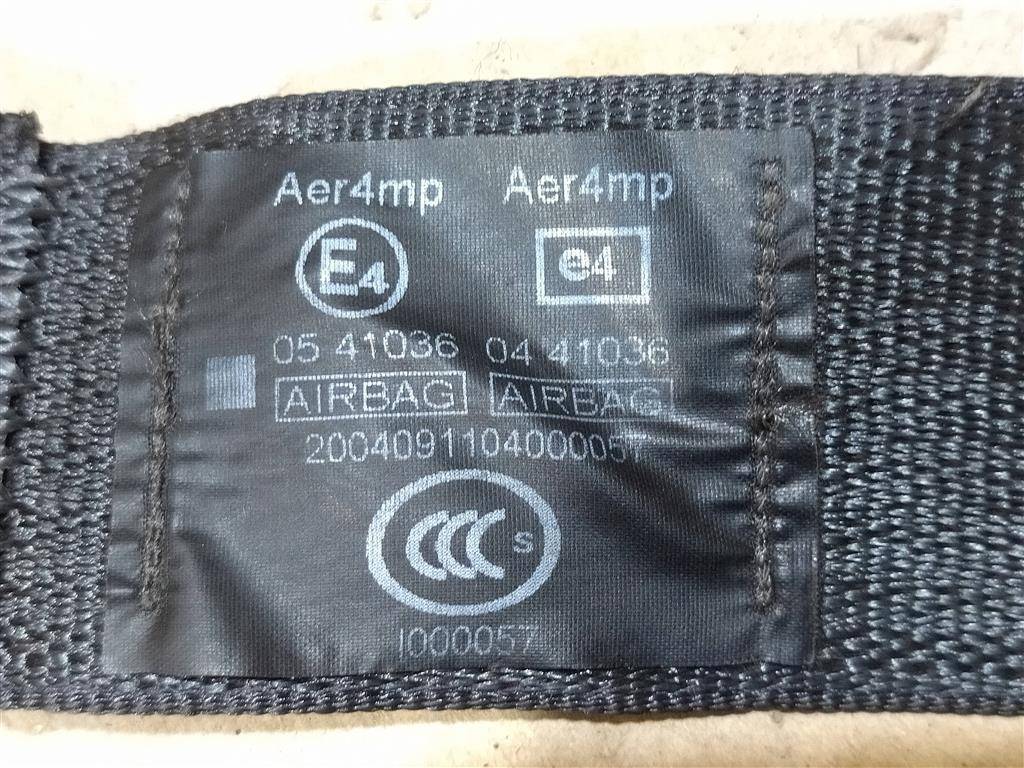 Aer4mp Aer4mp
E4 e4
05 41036 04 41036
AIRBAG AIRBAG
2004091104000057
CCC S
I000057